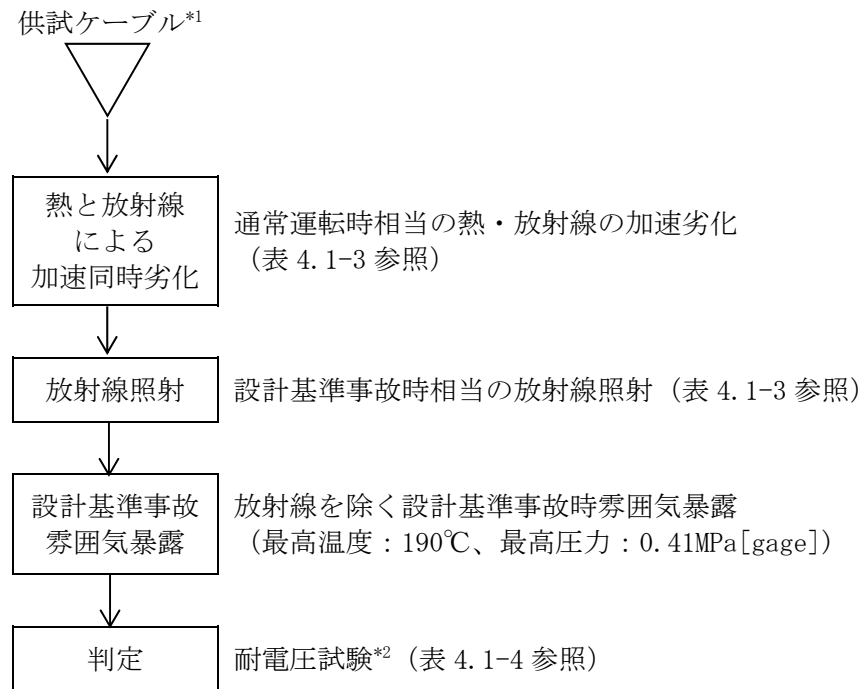 供試ケーブル*1
熱と放射線
による
加速同時劣化
通常運転時相当の熱・放射線の加速劣化
（表 4.1-3 参照）
放射線照射
設計基準事故時相当の放射線照射（表 4.1-3 参照）
設計基準事故
雰囲気暴露
放射線を除く設計基準事故時雰囲気暴露
（最高温度：190℃、最高圧力：0.41MPa[gage]）
判定
耐電圧試験*2（表 4.1-4 参照）